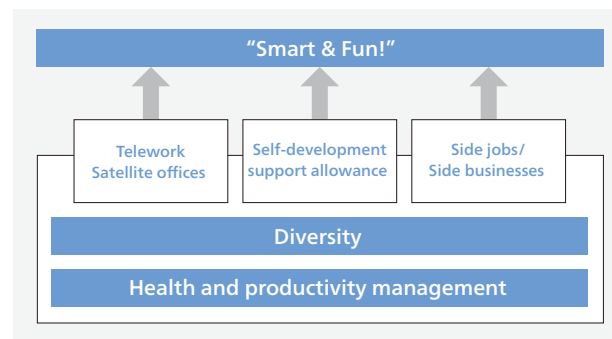 “Smart & Fun!”
Telework
Satellite offices
Self-development
support allowance
Side jobs/
Side businesses
Diversity
Health and productivity management